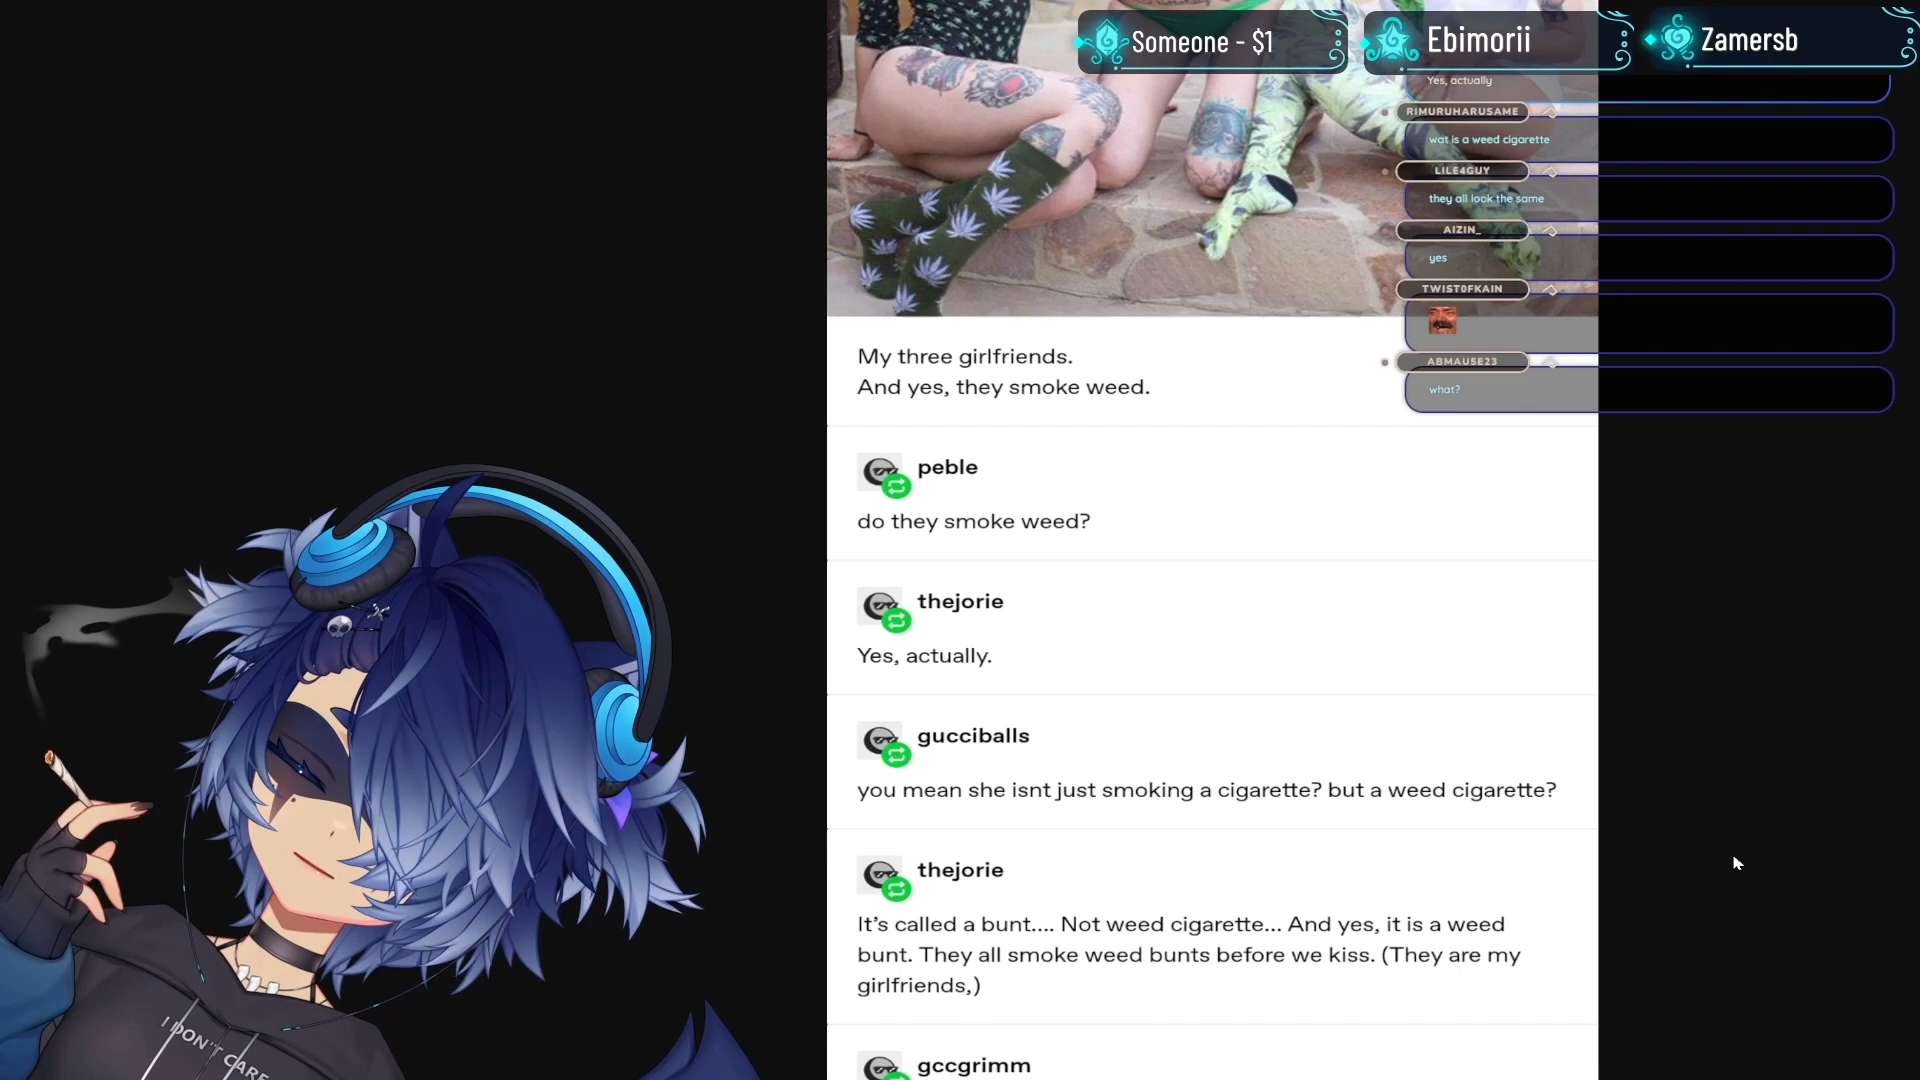 Someone - $1
Ebimorii
Zamersb
Yes, actually
RIMURUHARUSAME
wat is a weed cigarette
LILE4GUY
they all look the same
AIZIN_
yes
TWIST0FKAIN
ABMAUSE23
what?
My three girlfriends.
And yes, they smoke weed.
peble
do they smoke weed?
thejorie
Yes, actually.
gucciballs
you mean she isnt just smoking a cigarette? but a weed cigarette?
thejorie
It's called a bunt.... Not weed cigarette... And yes, it is a weed
bunt. They all smoke weed bunts before we kiss. (They are my
girlfriends,)
gccgrimm
I DON'T CARE